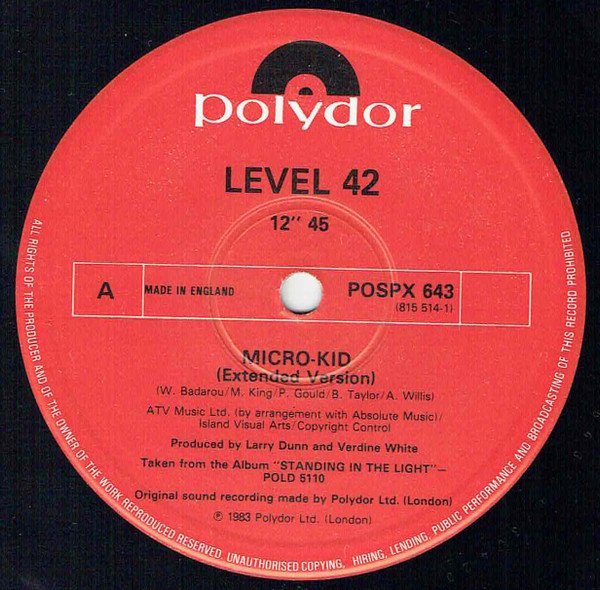 polydor
LEVEL 42
12" 45
A
MADE IN ENGLAND
POSPX 643
(815 514-1)
MICRO-KID
(Extended Version)
(W. Badarou/M. King/P. Gould/B. Taylor/A. Willis)
ATV Music Ltd. (by arrangement with Absolute Music)/
Island Visual Arts/Copyright Control
Produced by Larry Dunn and Verdine White
Taken from the Album "STANDING IN THE LIGHT"—
POLD 5110
Original sound recording made by Polydor Ltd. (London)
℗ 1983 Polydor Ltd. (London)
ALL RIGHTS OF THE PRODUCER AND OF THE OWNER OF THE WORK REPRODUCED RESERVED. UNAUTHORISED COPYING, HIRING, LENDING, PUBLIC PERFORMANCE AND BROADCASTING OF THIS RECORD PROHIBITED